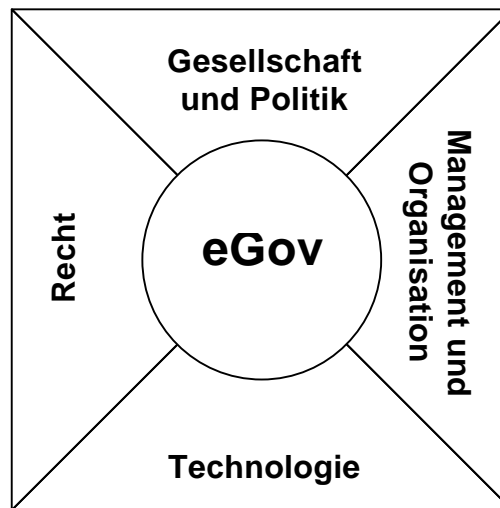 Gesellschaft
und Politik
Recht
eGov
Management und
Organisation
Technologie